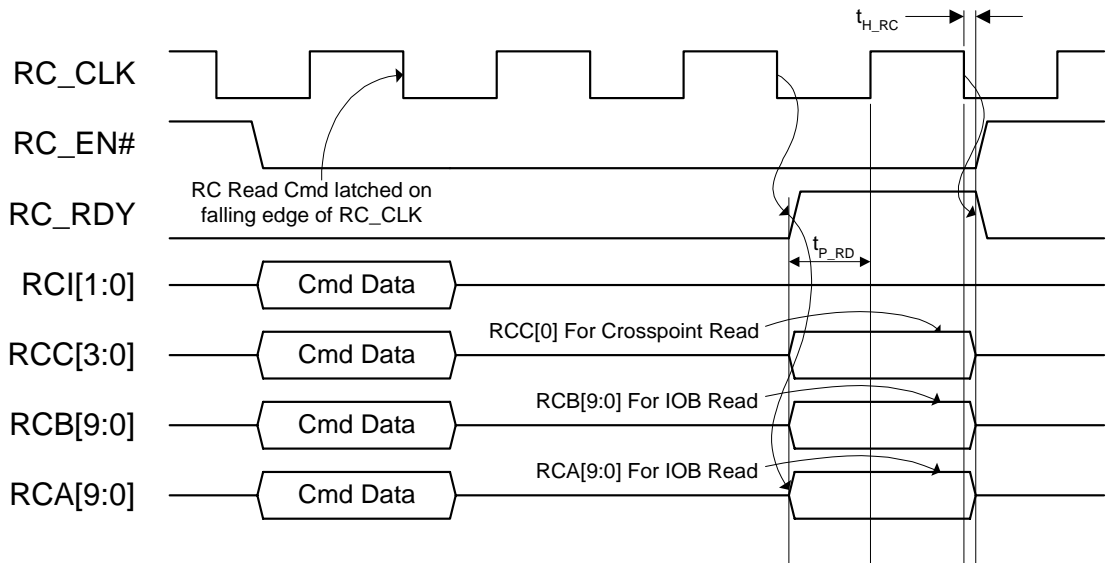 tH_RC
RC_CLK
RC_EN#
RC Read Cmd latched on
falling edge of RC_CLK
RC_RDY
tP_RD
RCI[1:0] Cmd Data
RCC[0] For Crosspoint Read
RCC[3:0] Cmd Data
RCB[9:0] For IOB Read
RCB[9:0] Cmd Data
RCA[9:0] For IOB Read
RCA[9:0] Cmd Data